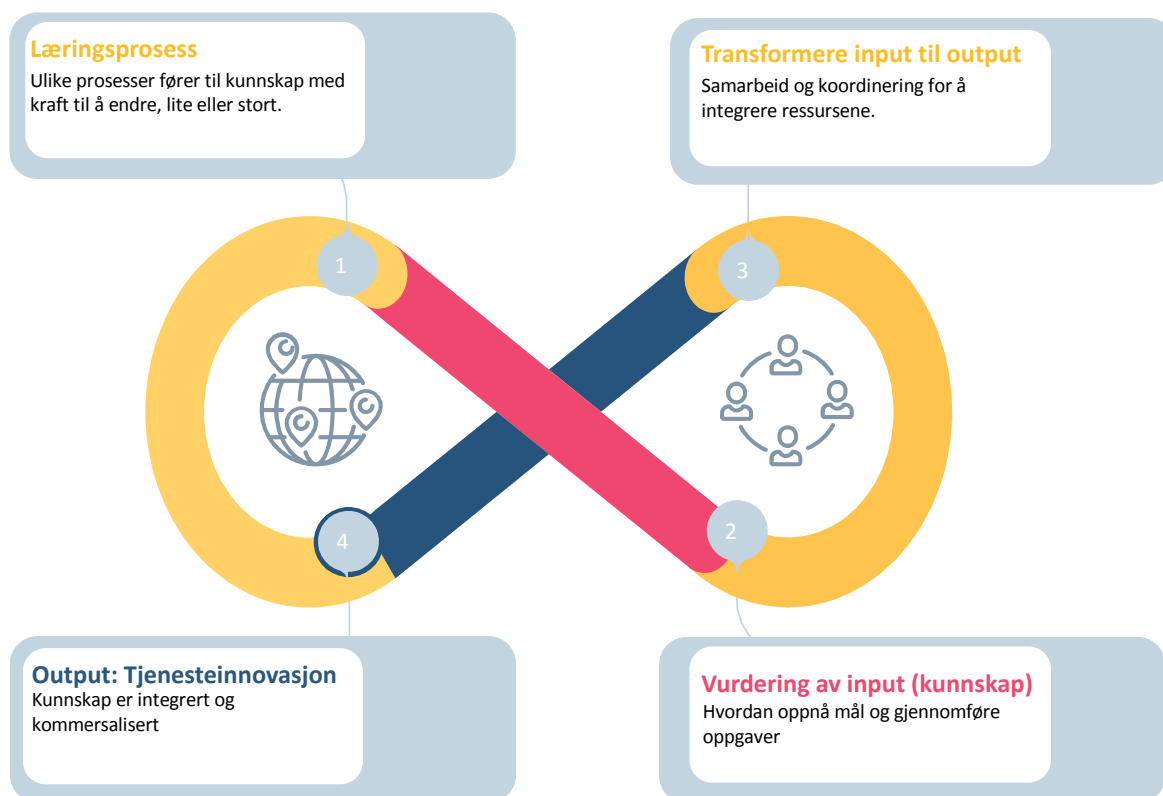 Læringsprosess
Ulike prosesser fører til kunnskap med
kraft til å endre, lite eller stort.
Transformere input til output
Samarbeid og koordinering for å
integrere ressursene.
1
3
4
2
Output: Tjenesteinnovasjon
Kunnskap er integrert og
kommersalisert
Vurdering av input (kunnskap)
Hvordan oppnå mål og gjennomføre
oppgaver